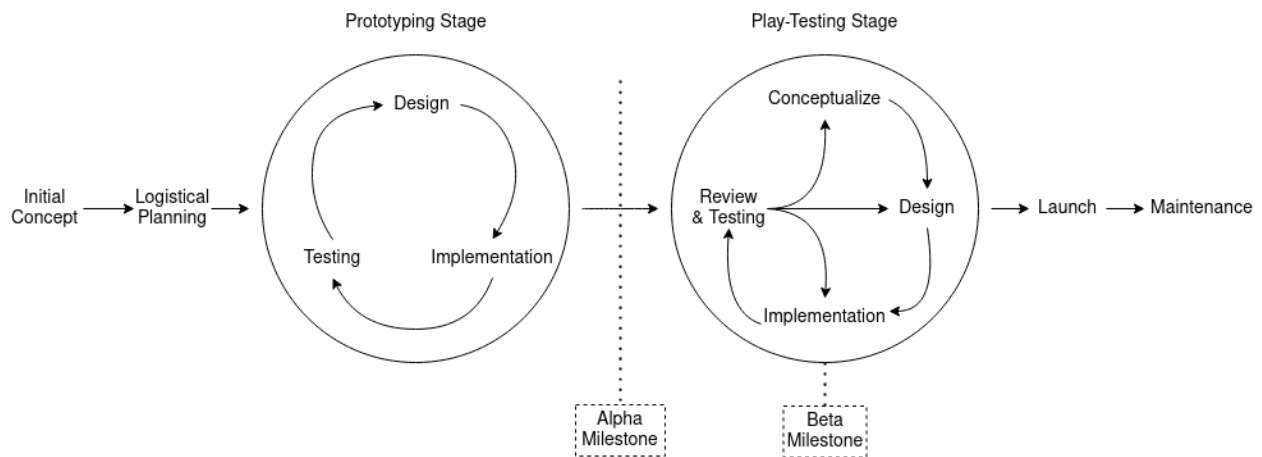 Prototyping Stage
Play-Testing Stage
Initial
Concept
Logistical
Planning
Design
Implementation
Testing
Conceptualize
Review
& Testing
Design
Implementation
Launch
Maintenance
Alpha
Milestone
Beta
Milestone